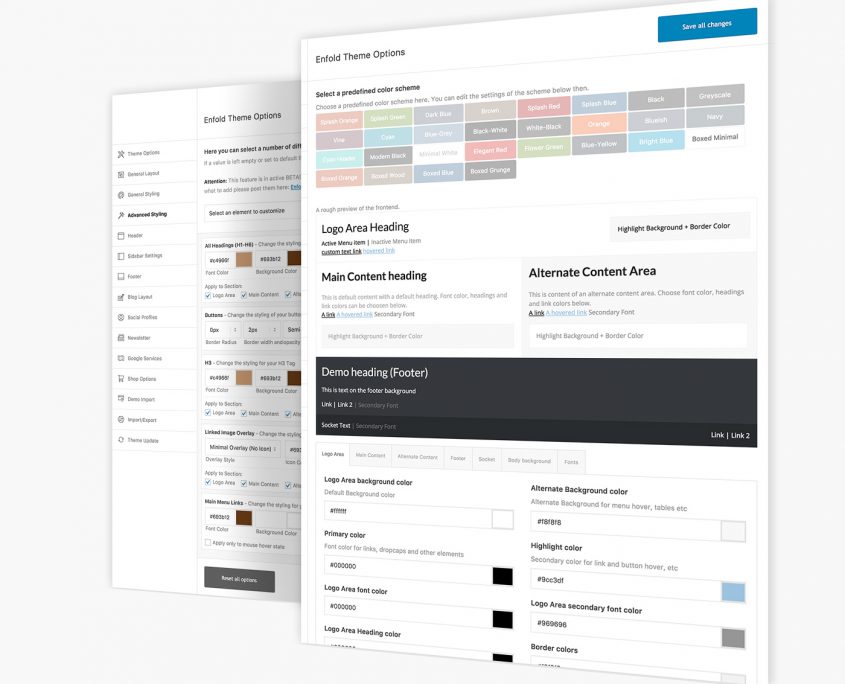 Enfold Theme Options
Theme Options
General Layout
General Styling
Advanced Styling
Header
Sidebar Settings
Footer
Blog Layout
Social Profiles
Newsletter
Google Services
Shop Options
Demo Import
Import/Export
Theme Update
Here you can select a number of diff
If a value is left empty or set to default th
Attention: This feature is in active BETA!
what to add please post them here: Enfo
Select an element to customize
All Headings (H1-H6) - Change the styling
#c4966f #693b12
Font Color Background Color
Apply to Section:
Logo Area Main Content Alte
Buttons - Change the styling of your button
0px 2px Semi
Border Radius Border width and opacity
H3 - Change the styling for your H3 Tag
#c4966f #693b12
Font Color Background Color
Apply to Section:
Logo Area Main Content Alte
Linked Image Overlay - Change the styling
Minimal Overlay (No Icon) #693
Overlay Style Icon C
Apply to Section:
Logo Area Main Content Alte
Main Menu Links - Change the styling for y
#693b12
Font Color Background Color
Apply only to mouse hover state
Reset all options
Enfold Theme Options
Save all changes
Select a predefined color scheme
Choose a predefined color scheme here. You can edit the settings of the scheme below then.
Splash Orange Splash Green Dark Blue Brown Splash Red Splash Blue Black Greyscale
Vine Cyan Blue-Grey Black-White White-Black Orange Blueish Navy
Cyan Header Modern Black Minimal White Elegant Red Flower Green Blue-Yellow Bright Blue Boxed Minimal
Boxed Orange Boxed Wood Boxed Blue Boxed Grunge
A rough preview of the frontend.
Logo Area Heading
Active Menu item | Inactive Menu item
custom text link hovered link
Highlight Background + Border Color
Main Content heading
This is default content with a default heading. Font color, headings and
link colors can be choosen below.
A link A hovered link Secondary Font
Highlight Background + Border Color
Alternate Content Area
This is content of an alternate content area. Choose font color, headings
and link colors below.
A link A hovered link Secondary Font
Highlight Background + Border Color
Demo heading (Footer)
This is text on the footer background
Link | Link 2 | Secondary Font
Socket Text | Secondary Font
Link | Link 2
Logo Area Main Content Alternate Content Footer Socket Body background Fonts
Logo Area background color
Default Background color
#ffffff
Primary color
Font color for links, dropcaps and other elements
#000000
Logo Area font color
#000000
Logo Area Heading color
Alternate Background color
Alternate Background for menu hover, tables etc
#f8f8f8
Highlight color
Secondary color for link and button hover, etc
#9cc3df
Logo Area secondary font color
#969696
Border colors